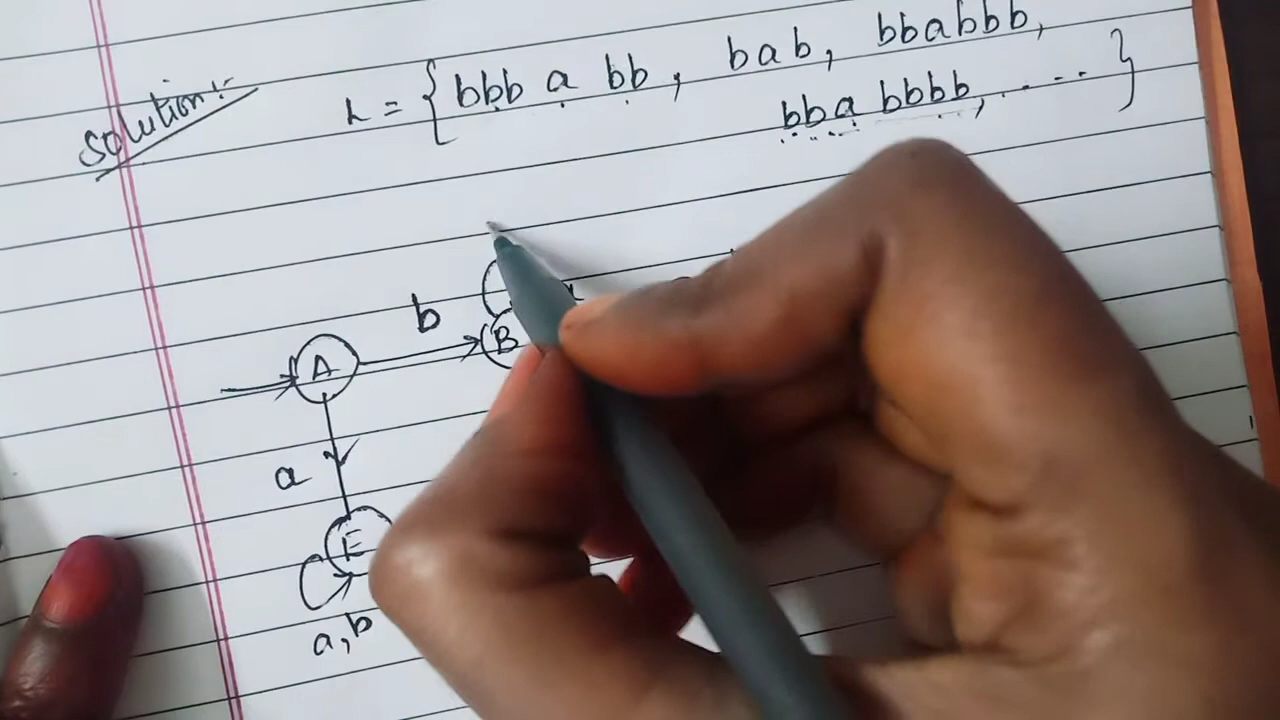 solution:-
L = { bbb a bb, bab, bbabbb,
bba bbbb, .... }
b
A
B
a
E
a,b